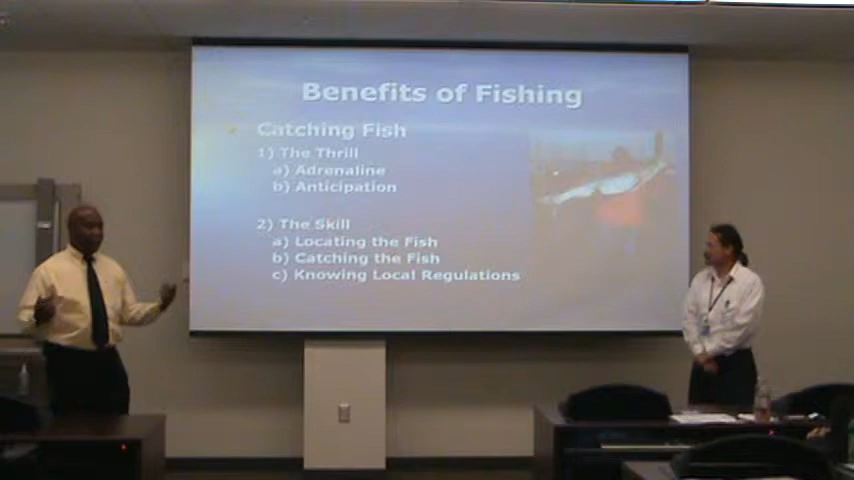 Benefits of Fishing
Catching Fish
1) The Thrill
a) Adrenaline
b) Anticipation
2) The Skill
a) Locating the Fish
b) Catching the Fish
c) Knowing Local Regulations